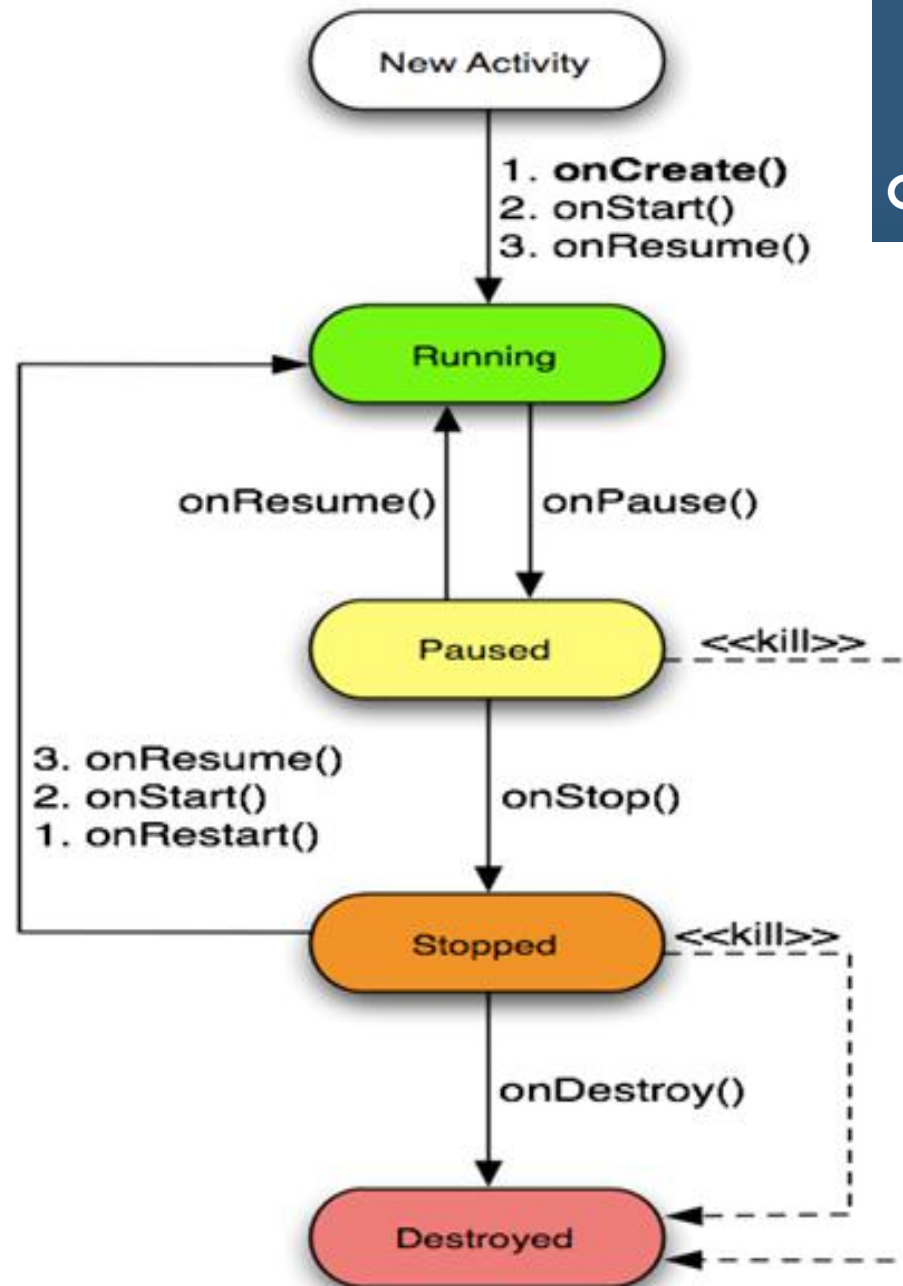 New Activity
1. onCreate()
2. onStart()
3. onResume()
Running
onResume()
onPause()
Paused
<<kill>>
3. onResume()
2. onStart()
1. onRestart()
onStop()
Stopped
<<kill>>
onDestroy()
Destroyed